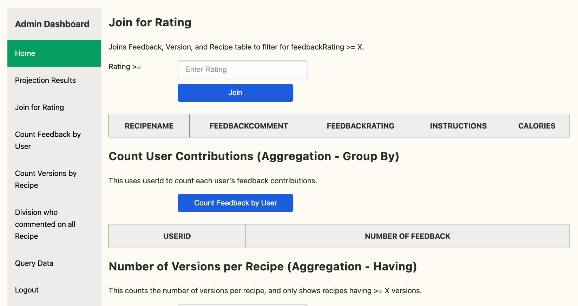 Admin Dashboard
Home
Projection Results
Join for Rating
Count Feedback by
User
Count Versions by
Recipe
Division who
commented on all
Recipe
Query Data
Logout
Join for Rating
Joins Feedback, Version, and Recipe table to filter for feedbackRating >= X.
Rating >=
Enter Rating
Join
RECIPENAME FEEDBACKCOMMENT FEEDBACKRATING INSTRUCTIONS CALORIES
Count User Contributions (Aggregation - Group By)
This uses userId to count each user's feedback contributions.
Count Feedback by User
USERID NUMBER OF FEEDBACK
Number of Versions per Recipe (Aggregation - Having)
This counts the number of versions per recipe, and only shows recipes having >= X versions.